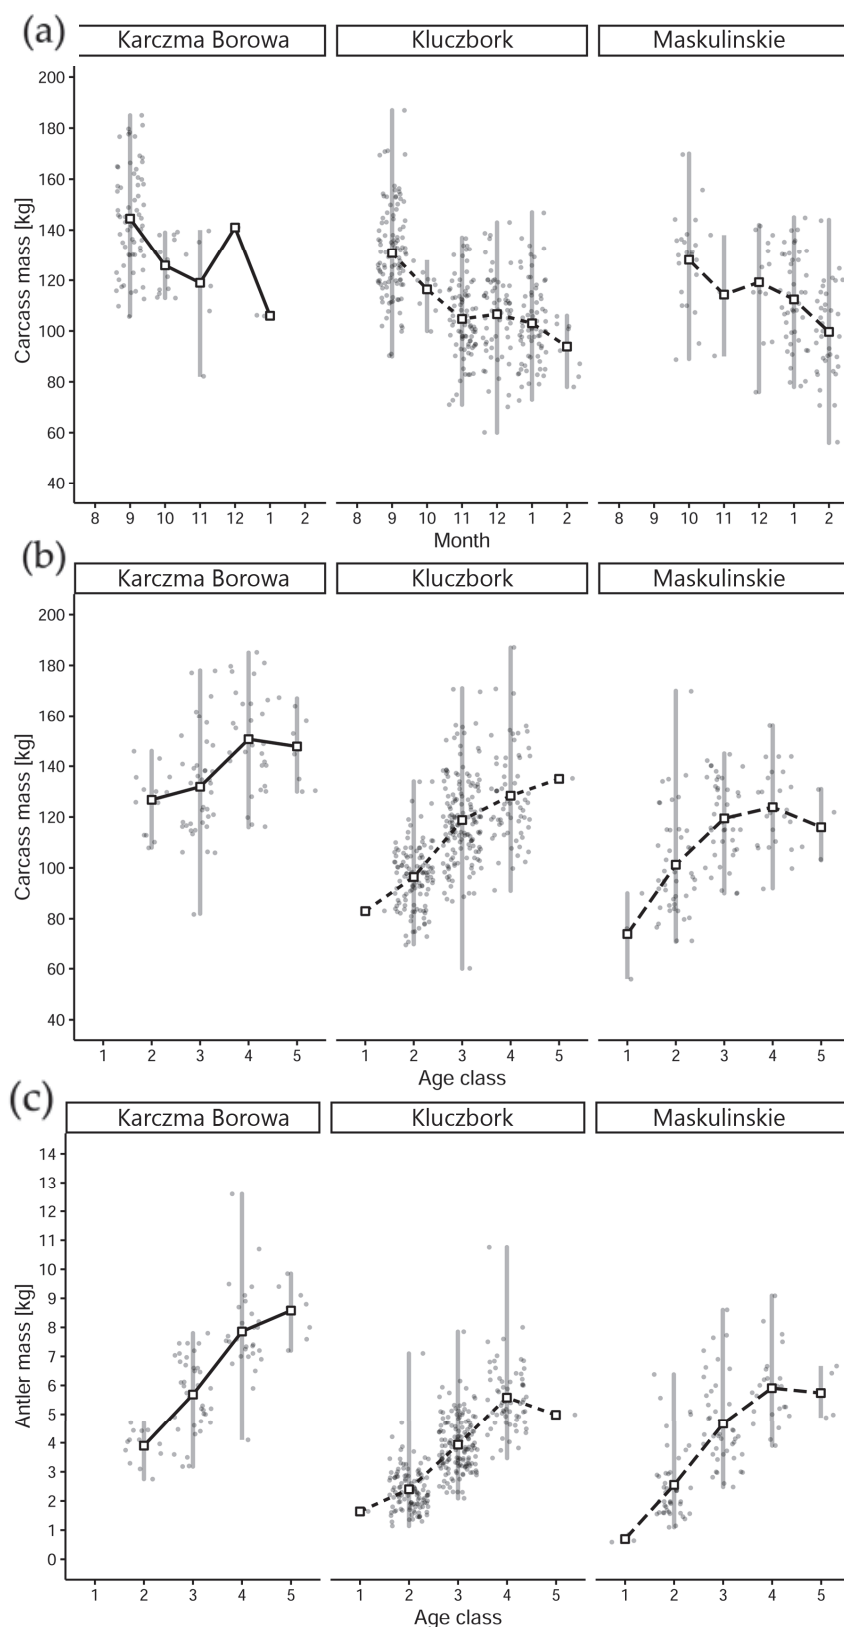 (a)
Karczma Borowa Kluczbork Maskulinskie
Carcass mass [kg]
200
180
160
140
120
100
80
60
40
8 9 10 11 12 1 2 8 9 10 11 12 1 2 8 9 10 11 12 1 2
Month
(b)
Karczma Borowa Kluczbork Maskulinskie
Carcass mass [kg]
200
180
160
140
120
100
80
60
40
1 2 3 4 5 1 2 3 4 5 1 2 3 4 5
Age class
(c)
Karczma Borowa Kluczbork Maskulinskie
Antler mass [kg]
14
13
12
11
10
9
8
7
6
5
4
3
2
1
0
1 2 3 4 5 1 2 3 4 5 1 2 3 4 5
Age class